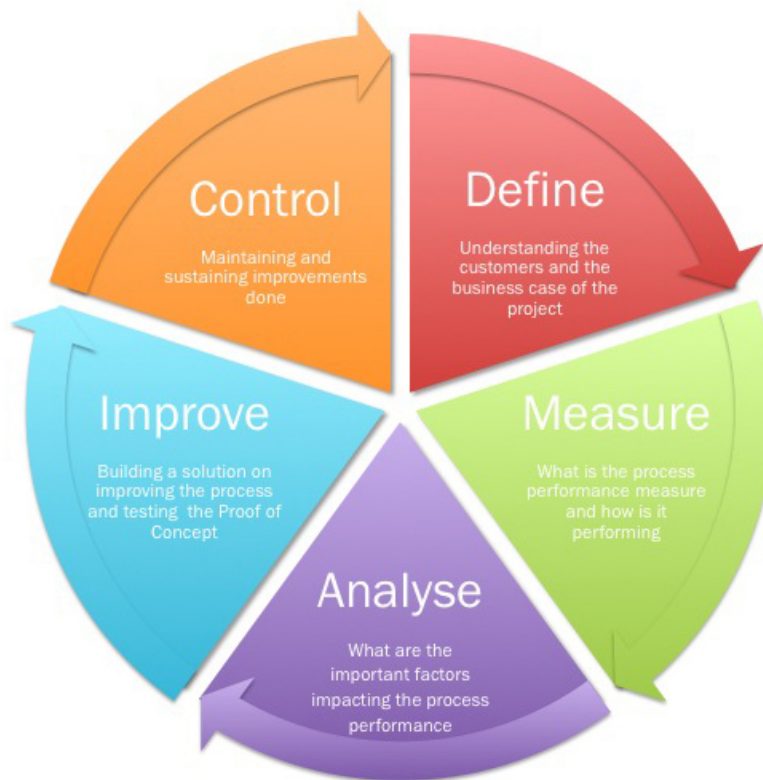 Define
Understanding the
customers and the
business case of the
project
Measure
What is the process
performance measure
and how is it
performing
Analyse
What are the
important factors
impacting the process
performance
Improve
Building a solution on
improving the process
and testing the Proof of
Concept
Control
Maintaining and
sustaining improvements
done